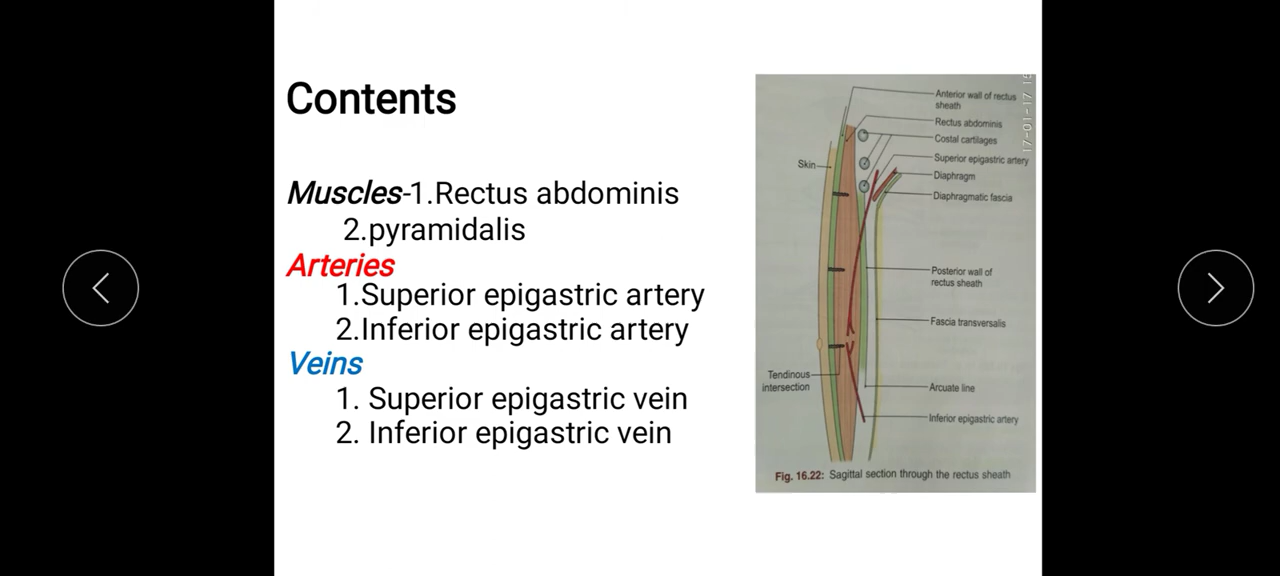 Contents
Muscles-1.Rectus abdominis
2.pyramidalis
Arteries
1.Superior epigastric artery
2.Inferior epigastric artery
Veins
1. Superior epigastric vein
2. Inferior epigastric vein
Anterior wall of rectus
sheath
Rectus abdominis
Costal cartilages
Superior epigastric artery
Skin
Diaphragm
Diaphragmatic fascia
Posterior wall of
rectus sheath
Fascia transversalis
Tendinous
intersection
Arcuate line
Inferior epigastric artery
Fig. 16.22: Sagittal section through the rectus sheath
17-01-17